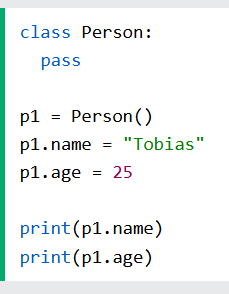 class Person:
  pass

p1 = Person()
p1.name = "Tobias"
p1.age = 25

print(p1.name)
print(p1.age)